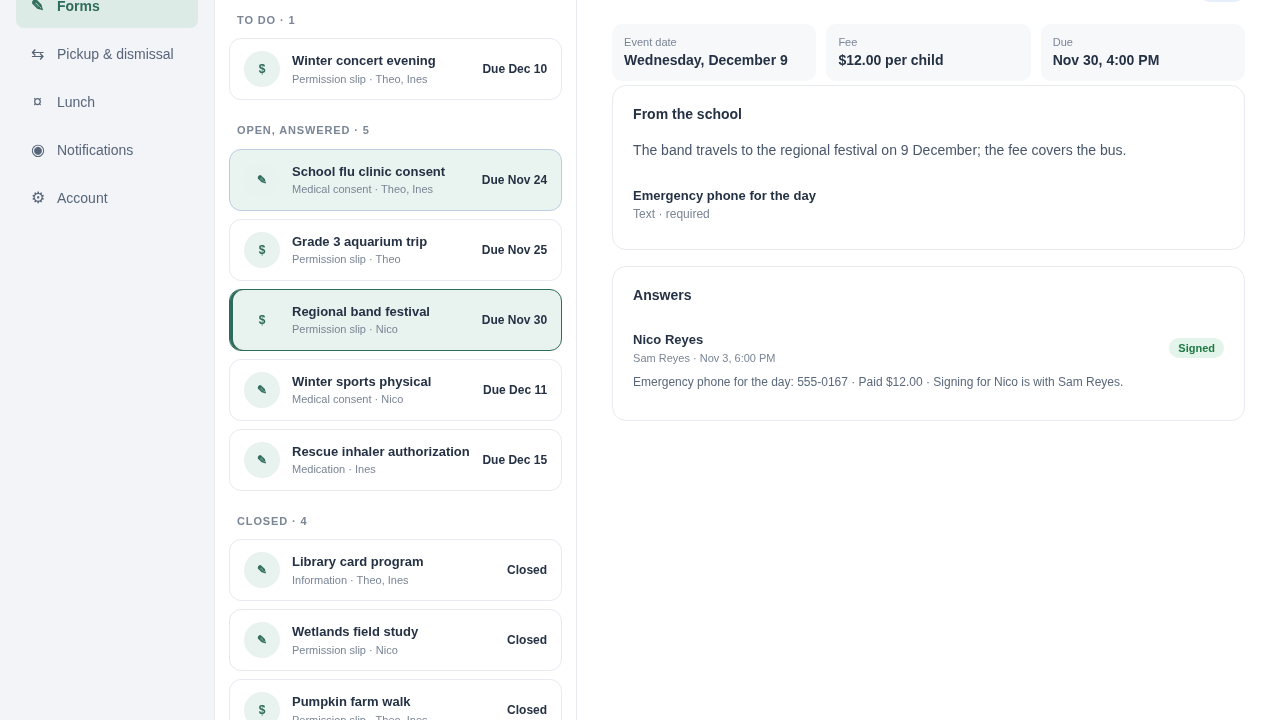 Forms
Pickup & dismissal
Lunch
Notifications
Account
TO DO · 1
$
Winter concert evening
Permission slip · Theo, Ines
Due Dec 10
OPEN, ANSWERED · 5
School flu clinic consent
Medical consent · Theo, Ines
Due Nov 24
$
Grade 3 aquarium trip
Permission slip · Theo
Due Nov 25
$
Regional band festival
Permission slip · Nico
Due Nov 30
Winter sports physical
Medical consent · Nico
Due Dec 11
Rescue inhaler authorization
Medication · Ines
Due Dec 15
CLOSED · 4
Library card program
Information · Theo, Ines
Closed
Wetlands field study
Permission slip · Nico
Closed
$
Pumpkin farm walk
Permission slip · Theo, Ines
Closed
Event date
Wednesday, December 9
Fee
$12.00 per child
Due
Nov 30, 4:00 PM
From the school
The band travels to the regional festival on 9 December; the fee covers the bus.
Emergency phone for the day
Text · required
Answers
Nico Reyes
Sam Reyes · Nov 3, 6:00 PM
Signed
Emergency phone for the day: 555-0167 · Paid $12.00 · Signing for Nico is with Sam Reyes.